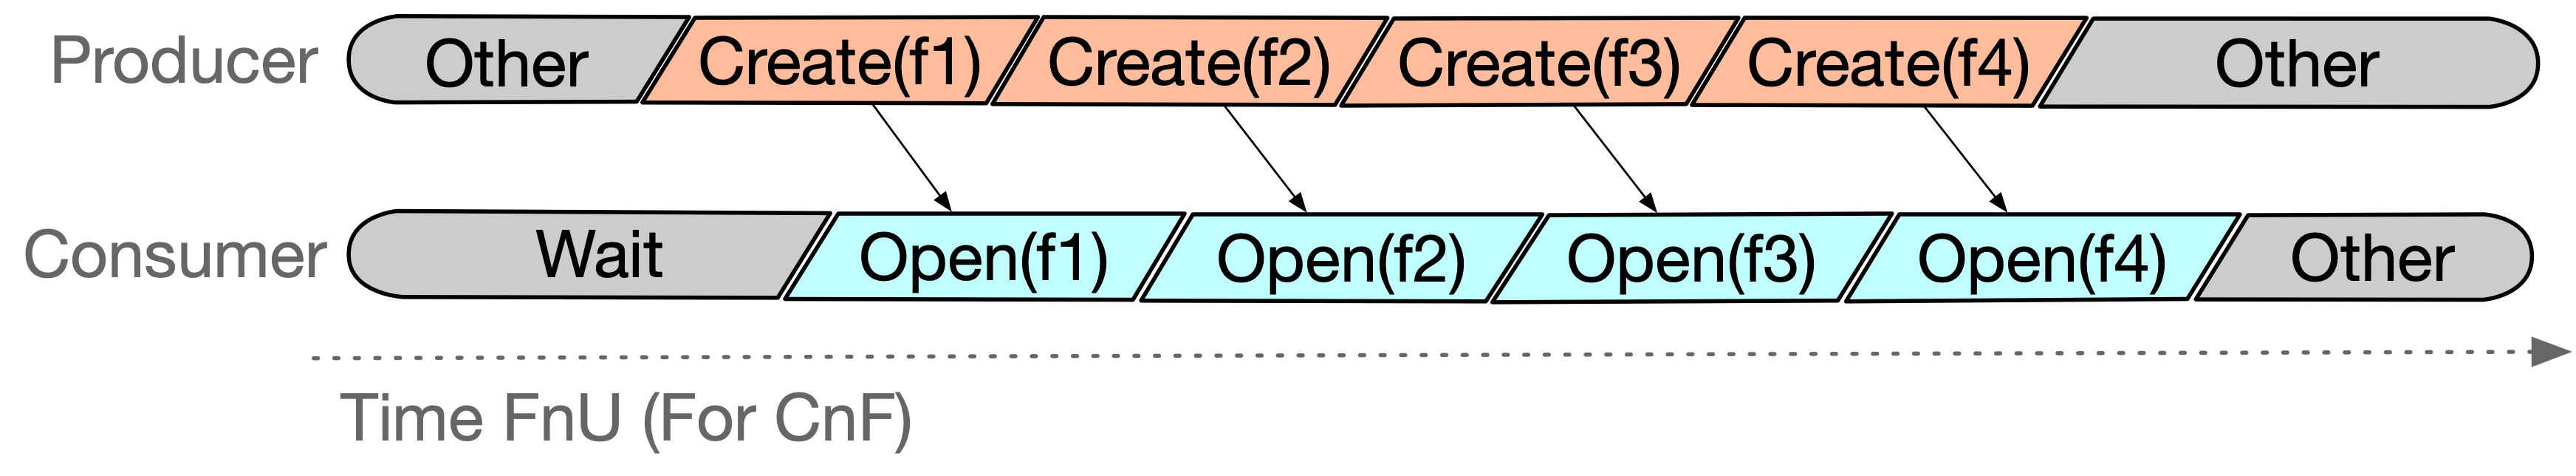 Producer Other Create(f1) Create(f2) Create(f3) Create(f4) Other
Consumer Wait Open(f1) Open(f2) Open(f3) Open(f4) Other
Time FnU (For CnF)